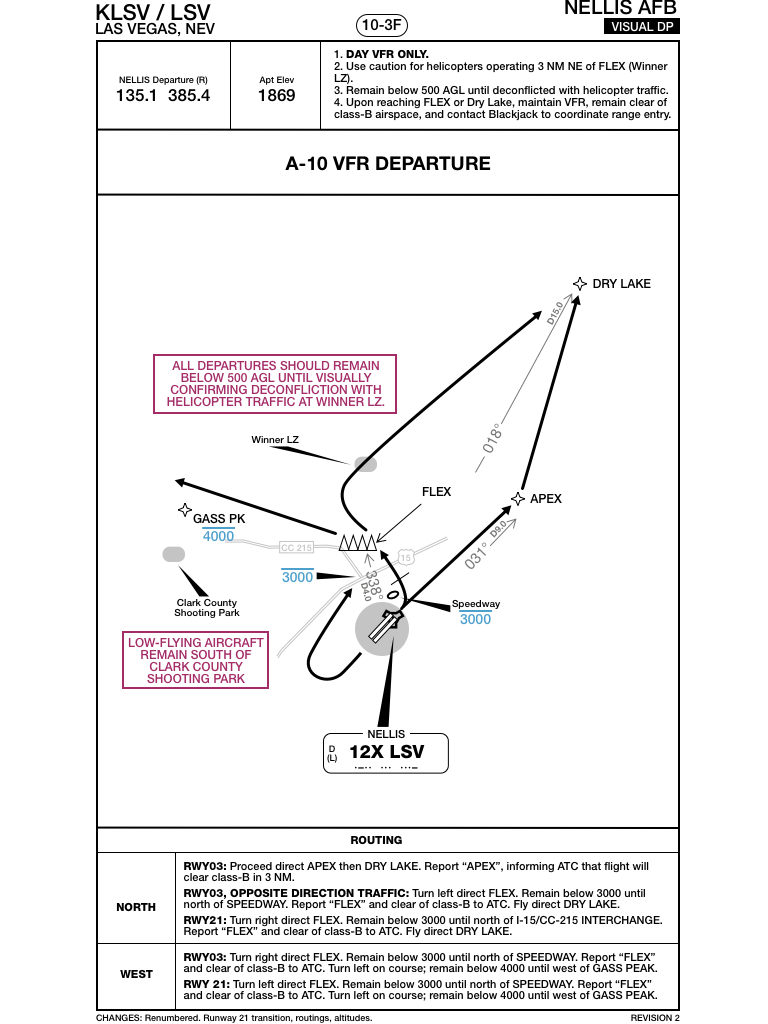 KLSV / LSV
LAS VEGAS, NEV
10-3F
NELLIS AFB
VISUAL DP
NELLIS Departure (R)
135.1 385.4
Apt Elev
1869
1. DAY VFR ONLY.
2. Use caution for helicopters operating 3 NM NE of FLEX (Winner
LZ).
3. Remain below 500 AGL until deconflicted with helicopter traffic.
4. Upon reaching FLEX or Dry Lake, maintain VFR, remain clear of
class-B airspace, and contact Blackjack to coordinate range entry.
A-10 VFR DEPARTURE
DRY LAKE
D15.0
ALL DEPARTURES SHOULD REMAIN
BELOW 500 AGL UNTIL VISUALLY
CONFIRMING DECONFLICTION WITH
HELICOPTER TRAFFIC AT WINNER LZ.
018°
Winner LZ
FLEX
APEX
GASS PK
4000
D9.0
031°
CC 215
15
3000
338°
D4.0
Clark County
Shooting Park
Speedway
3000
LOW-FLYING AIRCRAFT
REMAIN SOUTH OF
CLARK COUNTY
SHOOTING PARK
NELLIS
D
(L)
12X LSV
ROUTING
NORTH
RWY03: Proceed direct APEX then DRY LAKE. Report “APEX”, informing ATC that flight will
clear class-B in 3 NM.
RWY03, OPPOSITE DIRECTION TRAFFIC: Turn left direct FLEX. Remain below 3000 until
north of SPEEDWAY. Report “FLEX” and clear of class-B to ATC. Fly direct DRY LAKE.
RWY21: Turn right direct FLEX. Remain below 3000 until north of I-15/CC-215 INTERCHANGE.
Report “FLEX” and clear of class-B to ATC. Fly direct DRY LAKE.
WEST
RWY03: Turn right direct FLEX. Remain below 3000 until north of SPEEDWAY. Report “FLEX”
and clear of class-B to ATC. Turn left on course; remain below 4000 until west of GASS PEAK.
RWY 21: Turn left direct FLEX. Remain below 3000 until north of SPEEDWAY. Report “FLEX”
and clear of class-B to ATC. Turn left on course; remain below 4000 until west of GASS PEAK.
CHANGES: Renumbered. Runway 21 transition, routings, altitudes.
REVISION 2